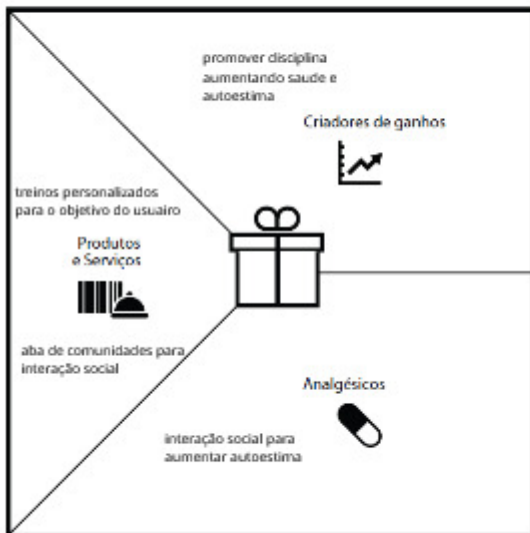 promover disciplina
aumentando saude e
autoestima
Criadores de ganhos
treinos personalizados
para o objetivo do usuairo
Produtos
e Serviços
aba de comunidades para
interação social
Analgésicos
interação social para
aumentar autoestima